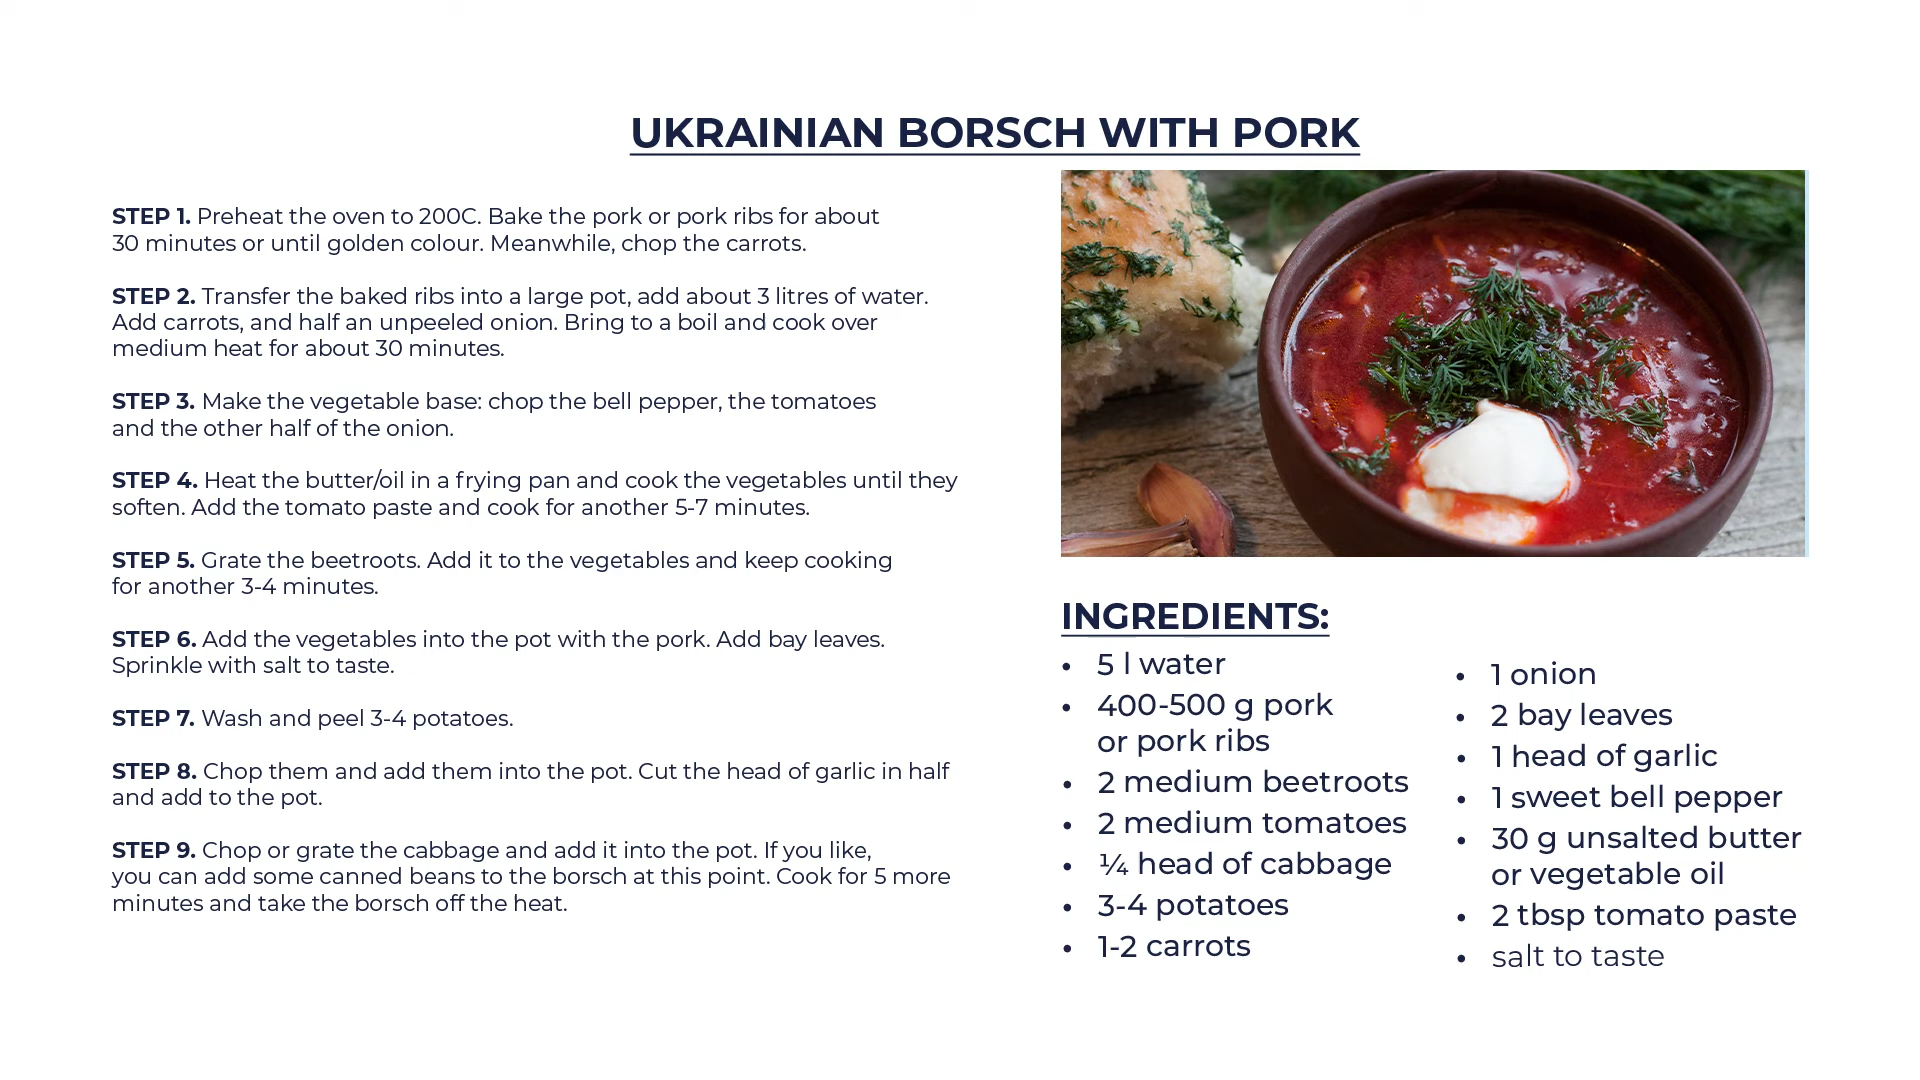 UKRAINIAN BORSCH WITH PORK
STEP 1. Preheat the oven to 200C. Bake the pork or pork ribs for about
30 minutes or until golden colour. Meanwhile, chop the carrots.
STEP 2. Transfer the baked ribs into a large pot, add about 3 litres of water.
Add carrots, and half an unpeeled onion. Bring to a boil and cook over
medium heat for about 30 minutes.
STEP 3. Make the vegetable base: chop the bell pepper, the tomatoes
and the other half of the onion.
STEP 4. Heat the butter/oil in a frying pan and cook the vegetables until they
soften. Add the tomato paste and cook for another 5-7 minutes.
STEP 5. Grate the beetroots. Add it to the vegetables and keep cooking
for another 3-4 minutes.
STEP 6. Add the vegetables into the pot with the pork. Add bay leaves.
Sprinkle with salt to taste.
STEP 7. Wash and peel 3-4 potatoes.
STEP 8. Chop them and add them into the pot. Cut the head of garlic in half
and add to the pot.
STEP 9. Chop or grate the cabbage and add it into the pot. If you like,
you can add some canned beans to the borsch at this point. Cook for 5 more
minutes and take the borsch off the heat.
INGREDIENTS:
• 5 l water
• 400-500 g pork
or pork ribs
• 2 medium beetroots
• 2 medium tomatoes
• ¼ head of cabbage
• 3-4 potatoes
• 1-2 carrots
• 1 onion
• 2 bay leaves
• 1 head of garlic
• 1 sweet bell pepper
• 30 g unsalted butter
or vegetable oil
• 2 tbsp tomato paste
• salt to taste